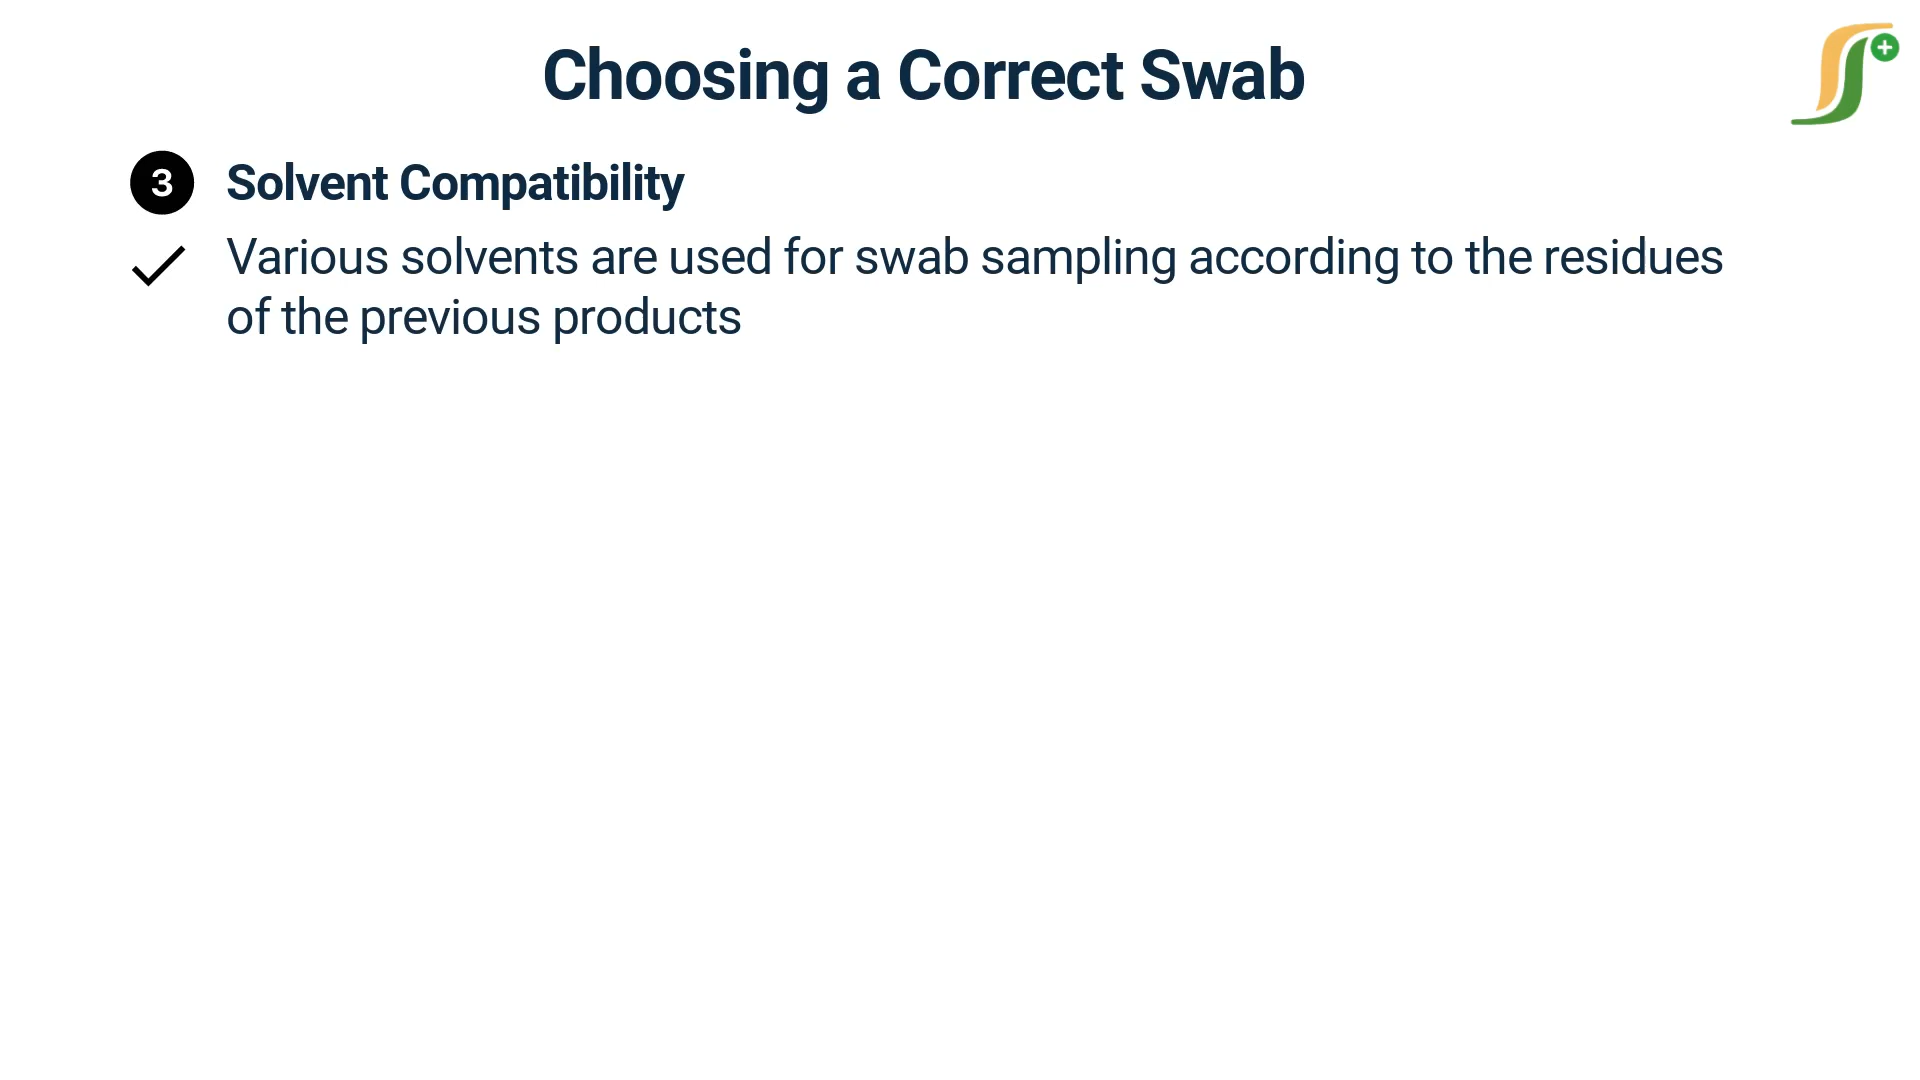 Choosing a Correct Swab
3 Solvent Compatibility
Various solvents are used for swab sampling according to the residues
of the previous products